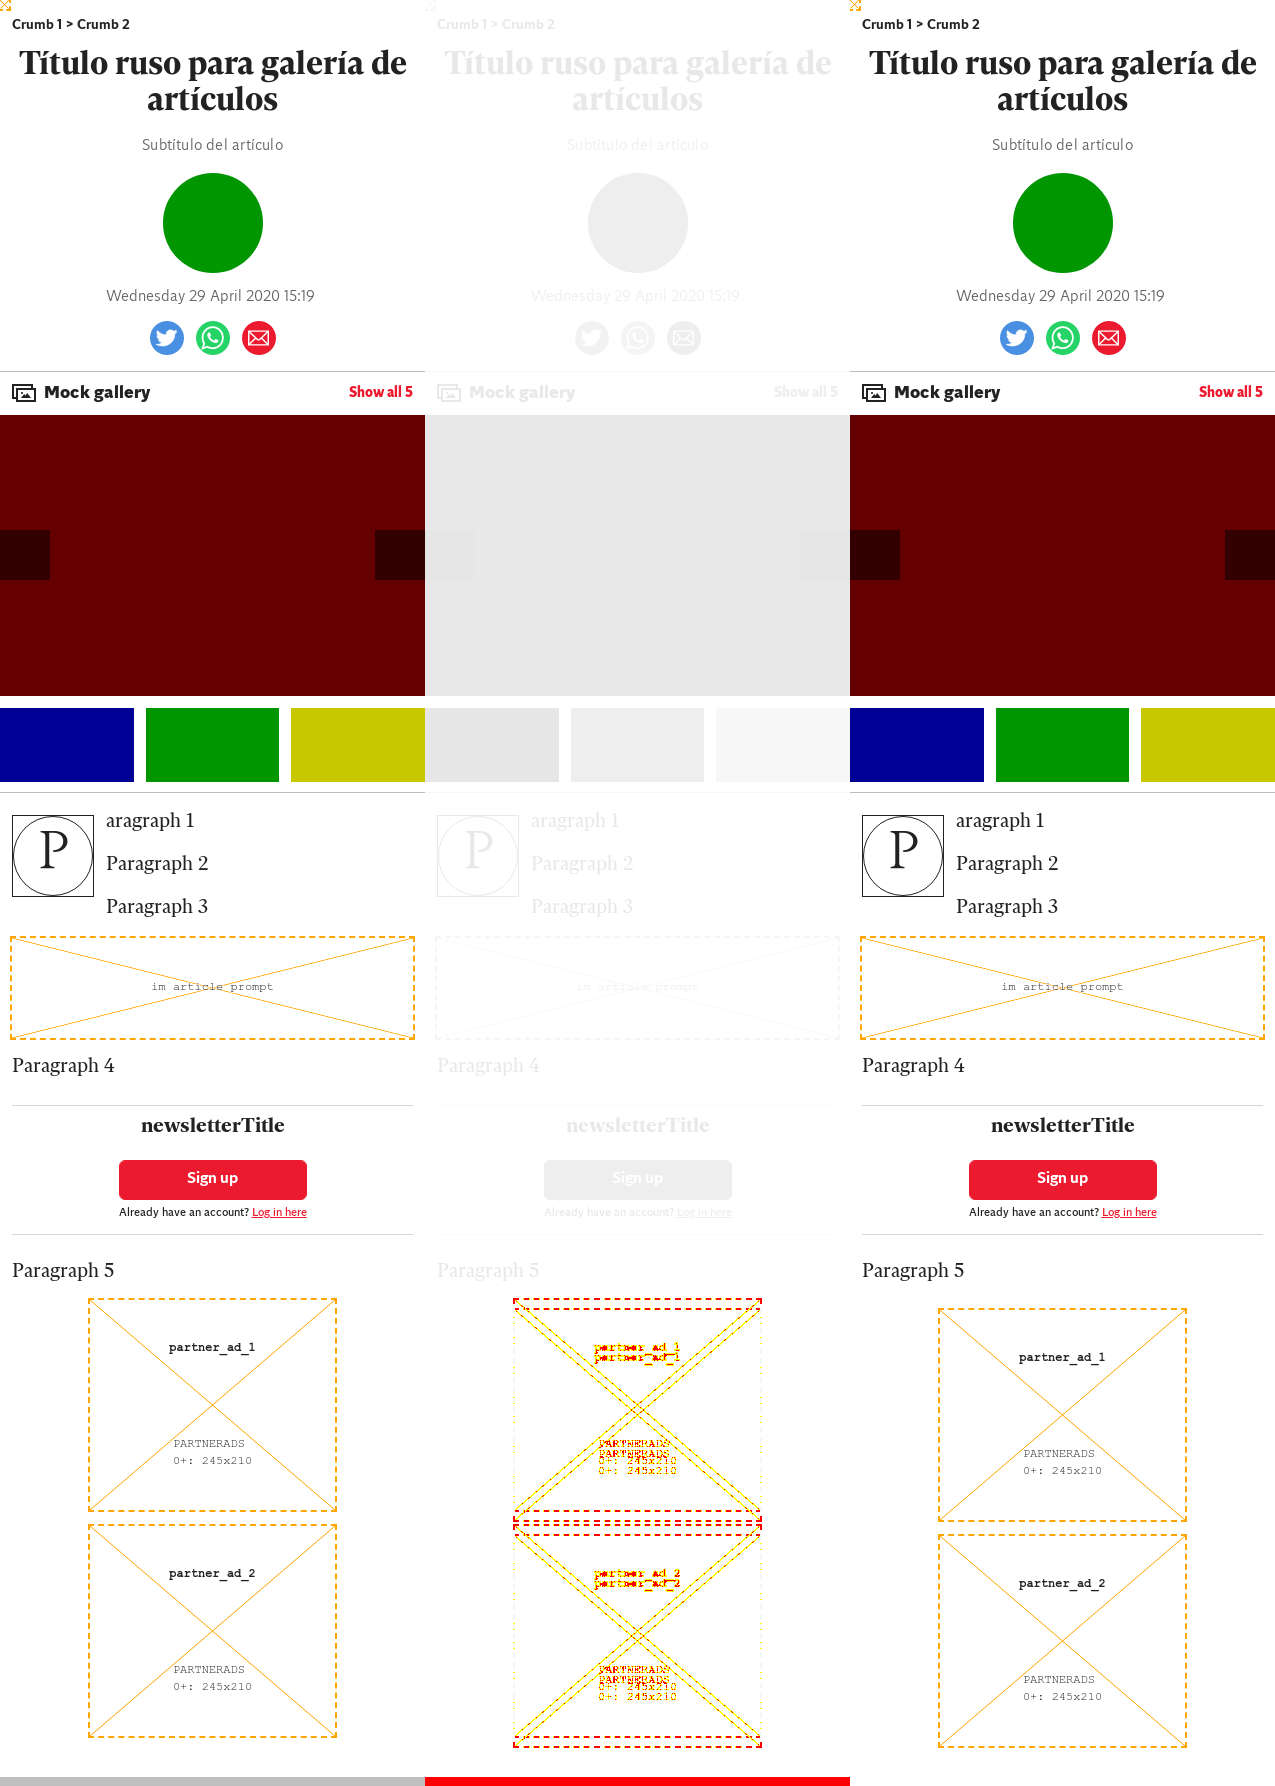 Crumb 1 > Crumb 2
Título ruso para galería de
artículos
Subtítulo del artículo
Wednesday 29 April 2020 15:19
Mock gallery
Show all 5
P
aragraph 1
Paragraph 2
Paragraph 3
im article prompt
Paragraph 4
newsletterTitle
Sign up
Already have an account? Log in here
Paragraph 5
partner_ad_1
PARTNERADS
0+: 245x210
partner_ad_2
PARTNERADS
0+: 245x210
Crumb 1 > Crumb 2
Título ruso para galería de
artículos
Subtítulo del artículo
Wednesday 29 April 2020 15:19
Mock gallery
Show all 5
P
aragraph 1
Paragraph 2
Paragraph 3
im article prompt
Paragraph 4
newsletterTitle
Sign up
Already have an account? Log in here
Paragraph 5
partner_ad_1
partner_ad_1
PARTNERADS
PARTNERADS
0+: 245x210
0+: 245x210
partner_ad_2
partner_ad_2
PARTNERADS
PARTNERADS
0+: 245x210
0+: 245x210
Crumb 1 > Crumb 2
Título ruso para galería de
artículos
Subtítulo del artículo
Wednesday 29 April 2020 15:19
Mock gallery
Show all 5
P
aragraph 1
Paragraph 2
Paragraph 3
im article prompt
Paragraph 4
newsletterTitle
Sign up
Already have an account? Log in here
Paragraph 5
partner_ad_1
PARTNERADS
0+: 245x210
partner_ad_2
PARTNERADS
0+: 245x210